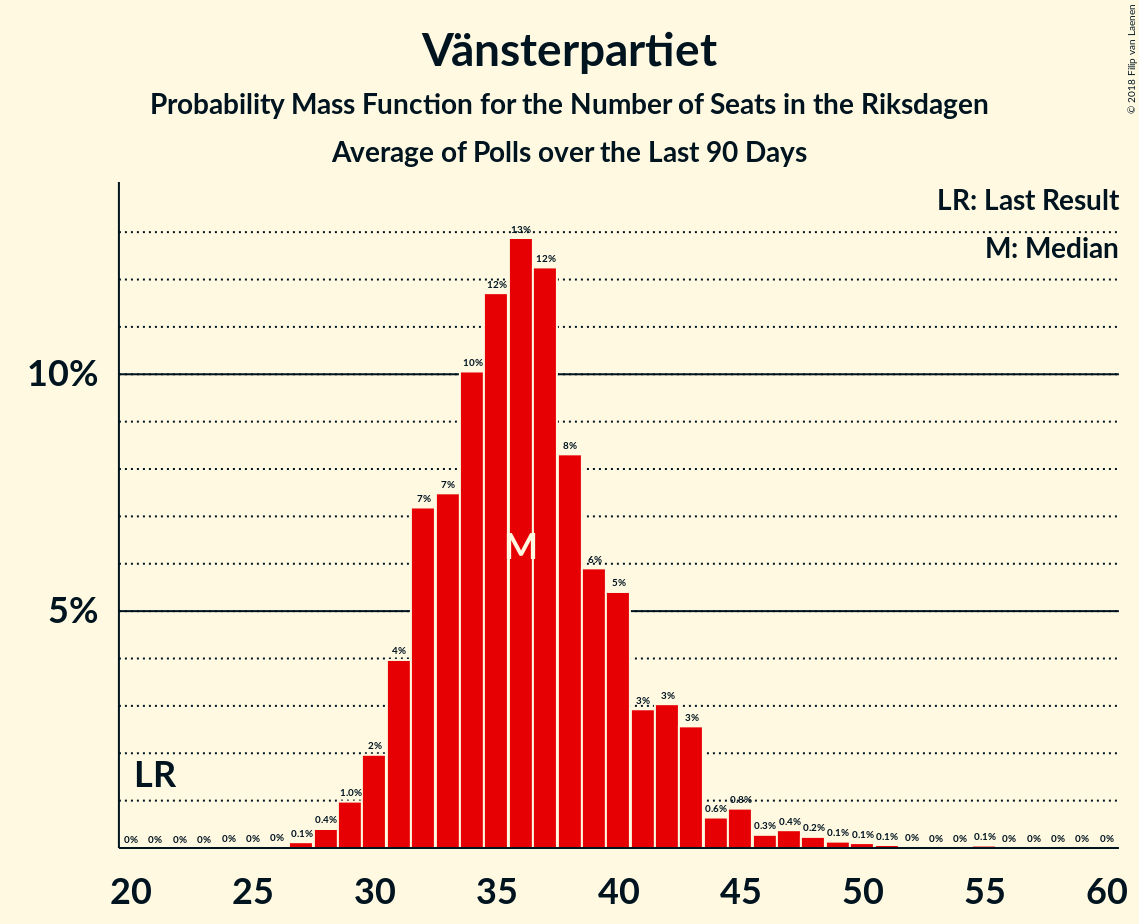 Vänsterpartiet
Probability Mass Function for the Number of Seats in the Riksdagen
Average of Polls over the Last 90 Days
© 2018 Filip van Laenen
LR: Last Result
M: Median
13%
12%
12%
10%
10%
8%
7%
7%
M
6%
5%
5%
4%
3%
3%
3%
2%
LR
1.0%
0.8%
0.6%
0.4%
0.4%
0.3%
0.2%
0% 0% 0% 0% 0% 0% 0% 0.1% 0.1% 0.1% 0.1% 0% 0% 0% 0.1% 0% 0% 0% 0% 0%
20 25 30 35 40 45 50 55 60